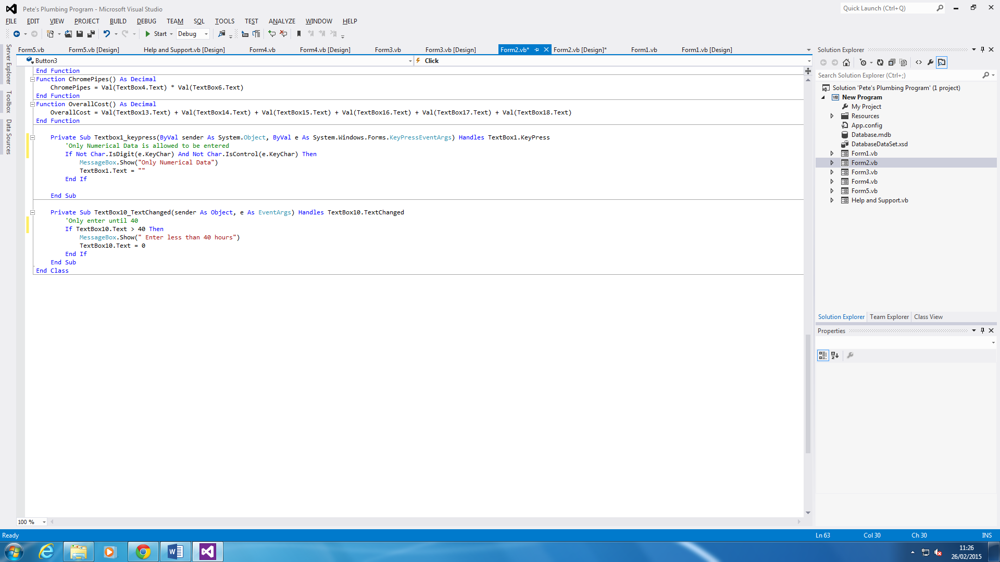 Pete's Plumbing Program - Microsoft Visual Studio
Quick Launch (Ctrl+Q)
FILE EDIT VIEW PROJECT BUILD DEBUG TEAM SQL TOOLS TEST ANALYZE WINDOW HELP
Start Debug
Server Explorer
Toolbox
Data Sources
Form5.vb Form5.vb [Design] Help and Support.vb [Design] Form4.vb Form4.vb [Design] Form3.vb Form3.vb [Design] Form2.vb* Form2.vb [Design]* Form1.vb Form1.vb [Design]
Button3 Click
End Function
Function ChromePipes() As Decimal
ChromePipes = Val(TextBox4.Text) * Val(TextBox6.Text)
End Function
Function OverallCost() As Decimal
OverallCost = Val(TextBox13.Text) + Val(TextBox14.Text) + Val(TextBox15.Text) + Val(TextBox16.Text) + Val(TextBox17.Text) + Val(TextBox18.Text)
End Function
Private Sub Textbox1_keypress(ByVal sender As System.Object, ByVal e As System.Windows.Forms.KeyPressEventArgs) Handles TextBox1.KeyPress
'Only Numerical Data is allowed to be entered
If Not Char.IsDigit(e.KeyChar) And Not Char.IsControl(e.KeyChar) Then
MessageBox.Show("Only Numerical Data")
TextBox1.Text = ""
End If
End Sub
Private Sub TextBox10_TextChanged(sender As Object, e As EventArgs) Handles TextBox10.TextChanged
'Only enter until 40
If TextBox10.Text > 40 Then
MessageBox.Show(" Enter less than 40 hours")
TextBox10.Text = 0
End If
End Sub
End Class
100 %
Solution Explorer
Search Solution Explorer (Ctrl+;)
Solution 'Pete's Plumbing Program' (1 project)
VB New Program
My Project
Resources
App.config
Database.mdb
DatabaseDataSet.xsd
Form1.vb
Form2.vb
Form3.vb
Form4.vb
Form5.vb
Help and Support.vb
Solution Explorer Team Explorer Class View
Properties
Ready Ln 63 Col 30 Ch 30 INS
11:26
26/02/2015